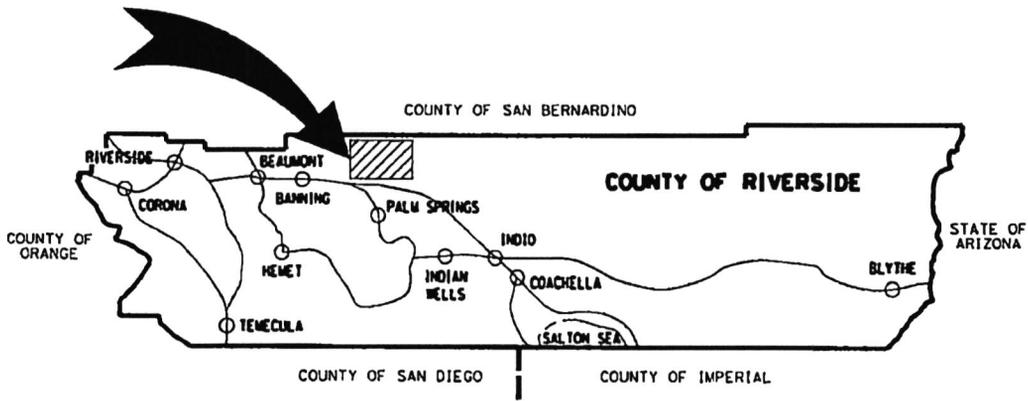 COUNTY OF SAN BERNARDINO
RIVERSIDE
BEAUMONT
COUNTY OF RIVERSIDE
BANNING
CORONA
PALM SPRINGS
STATE OF
ARIZONA
COUNTY OF
ORANGE
INDIO
HEMET
BLYTHE
INDIAN
WELLS
COACHELLA
TEMECULA
SALTON SEA
COUNTY OF SAN DIEGO
COUNTY OF IMPERIAL